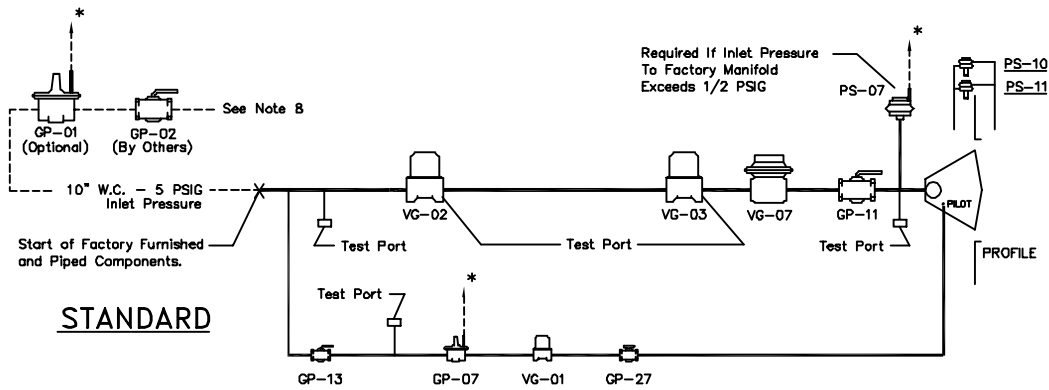 *
*
Required If Inlet Pressure
To Factory Manifold
Exceeds 1/2 PSIG
PS-07
PS-10
PS-11
GP-01
(Optional)
GP-02
(By Others)
See Note 8
10" W.C. - 5 PSIG
Inlet Pressure
VG-02
VG-03
VG-07
GP-11
PILOT
Start of Factory Furnished
and Piped Components.
Test Port
Test Port
Test Port
PROFILE
STANDARD
Test Port
*
GP-13
GP-07
VG-01
GP-27